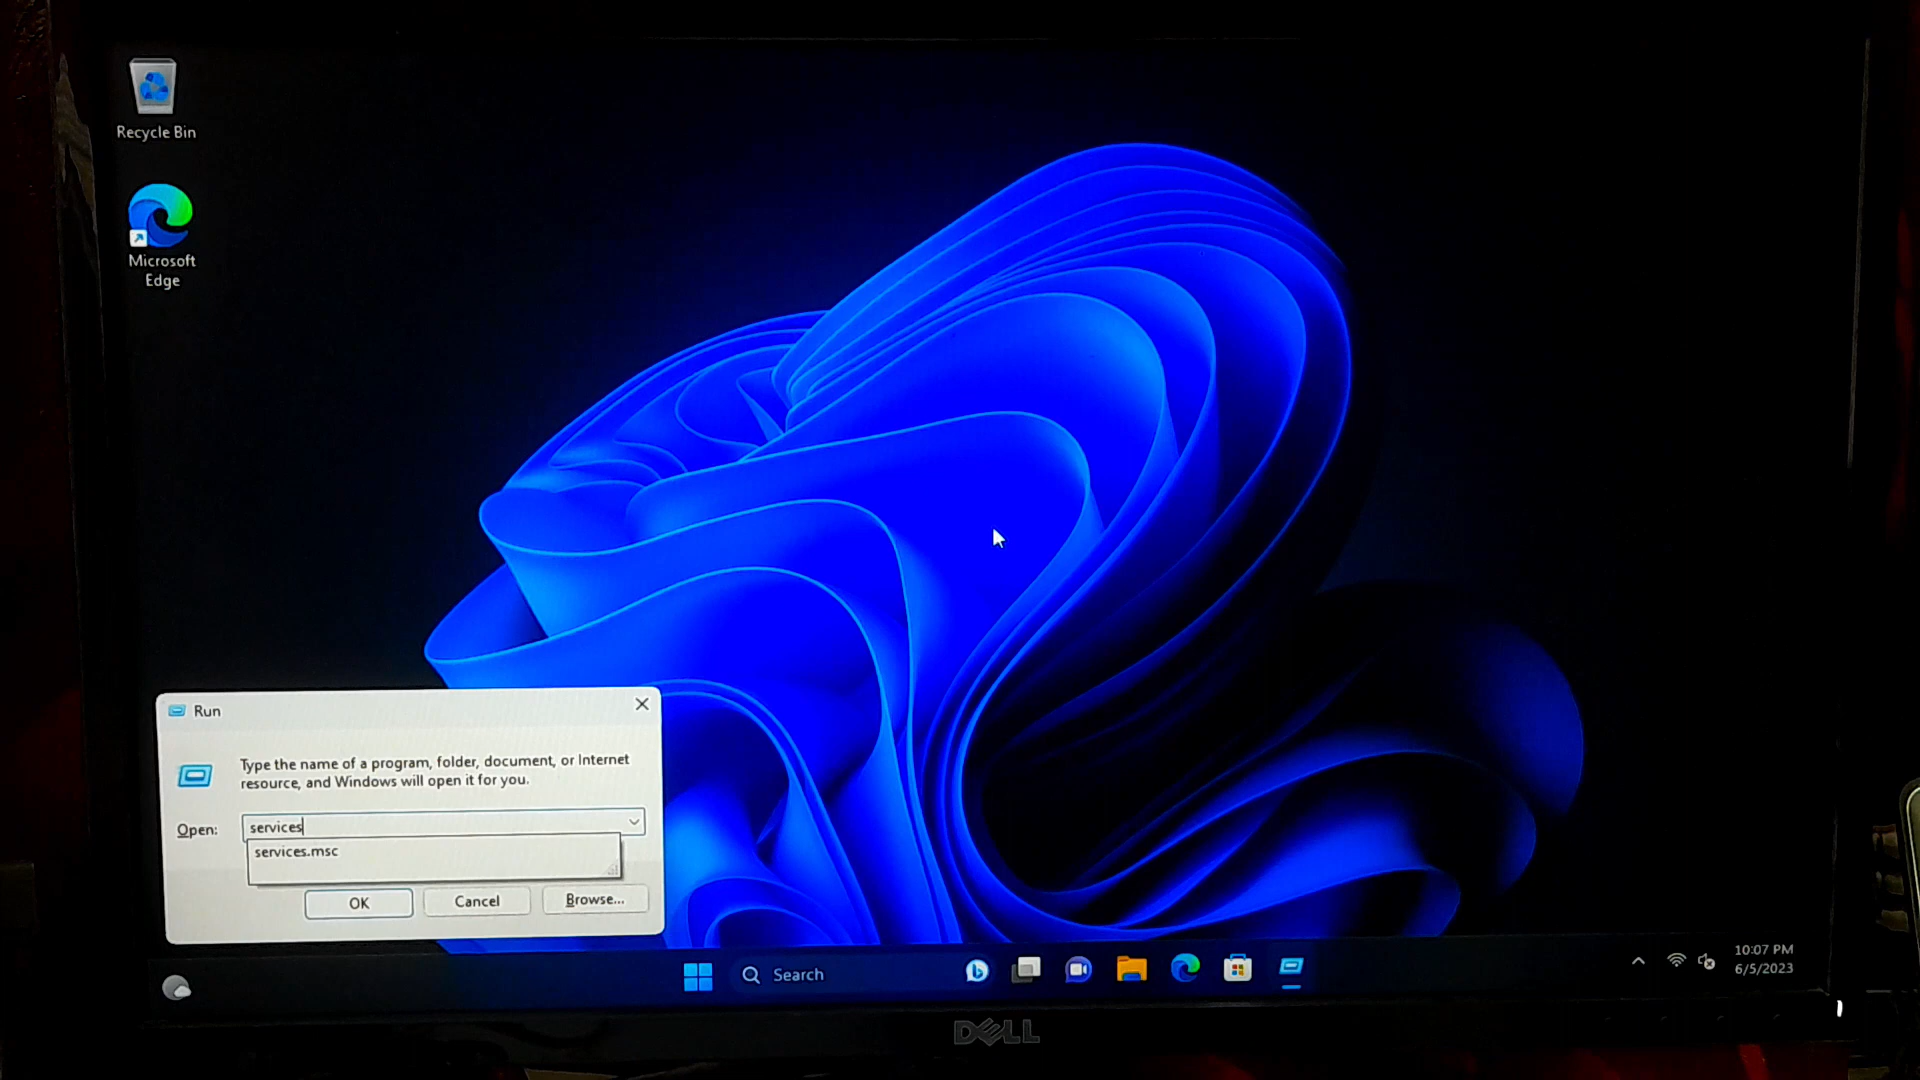 Recycle Bin
Microsoft
Edge
Run
Type the name of a program, folder, document, or Internet
resource, and Windows will open it for you.
Open:
services
services.msc
OK
Cancel
Browse...
Search
10:07 PM
6/5/2023
DELL